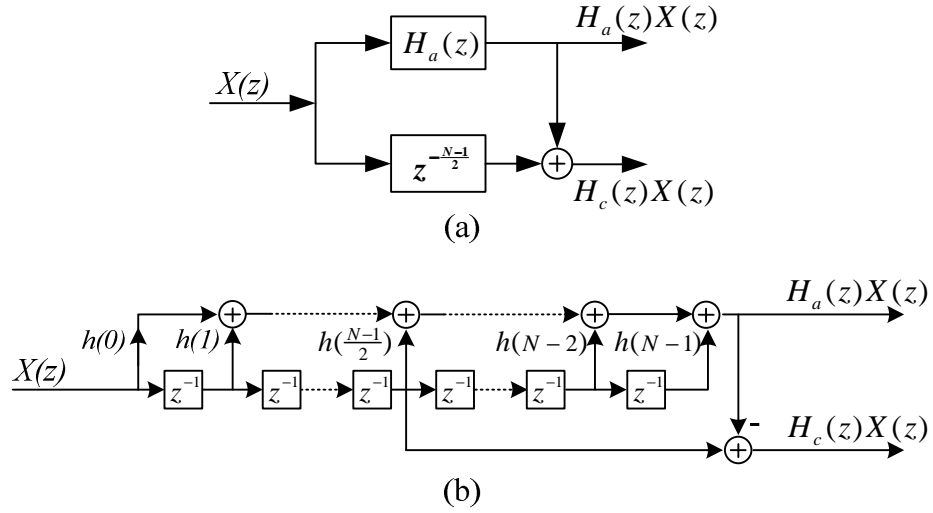 H_a(z)X(z)
H_a(z)
X(z)
z^{-\frac{N-1}{2}}
+
H_c(z)X(z)
(a)
H_a(z)X(z)
+ + + +
h(0) h(1) h(\frac{N-1}{2}) h(N-2) h(N-1)
X(z)
z^{-1} z^{-1} z^{-1} z^{-1} z^{-1} z^{-1}
-
+ H_c(z)X(z)
(b)